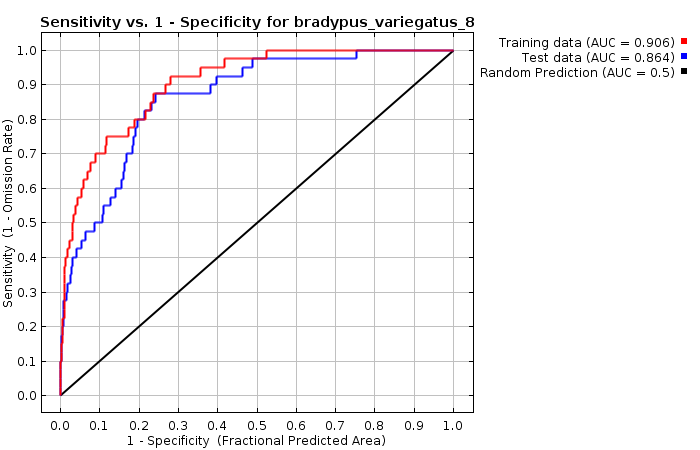 Sensitivity vs. 1 - Specificity for bradypus_variegatus_8
Training data (AUC = 0.906)
Test data (AUC = 0.864)
Random Prediction (AUC = 0.5)
Sensitivity (1 - Omission Rate)
1.0
0.9
0.8
0.7
0.6
0.5
0.4
0.3
0.2
0.1
0.0
0.0 0.1 0.2 0.3 0.4 0.5 0.6 0.7 0.8 0.9 1.0
1 - Specificity (Fractional Predicted Area)